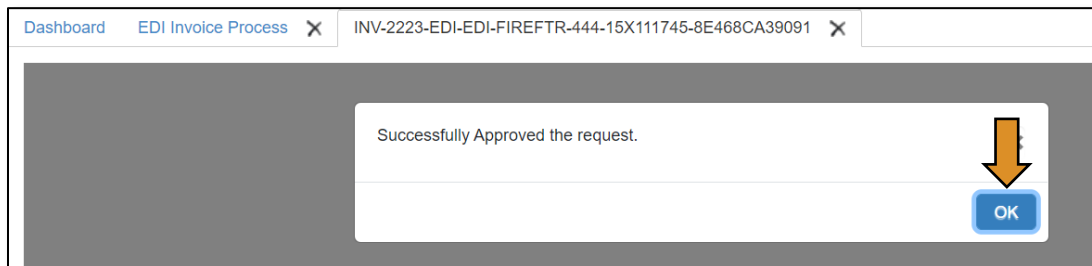 Dashboard EDI Invoice Process INV-2223-EDI-EDI-FIREFTR-444-15X111745-8E468CA39091
Successfully Approved the request.
OK